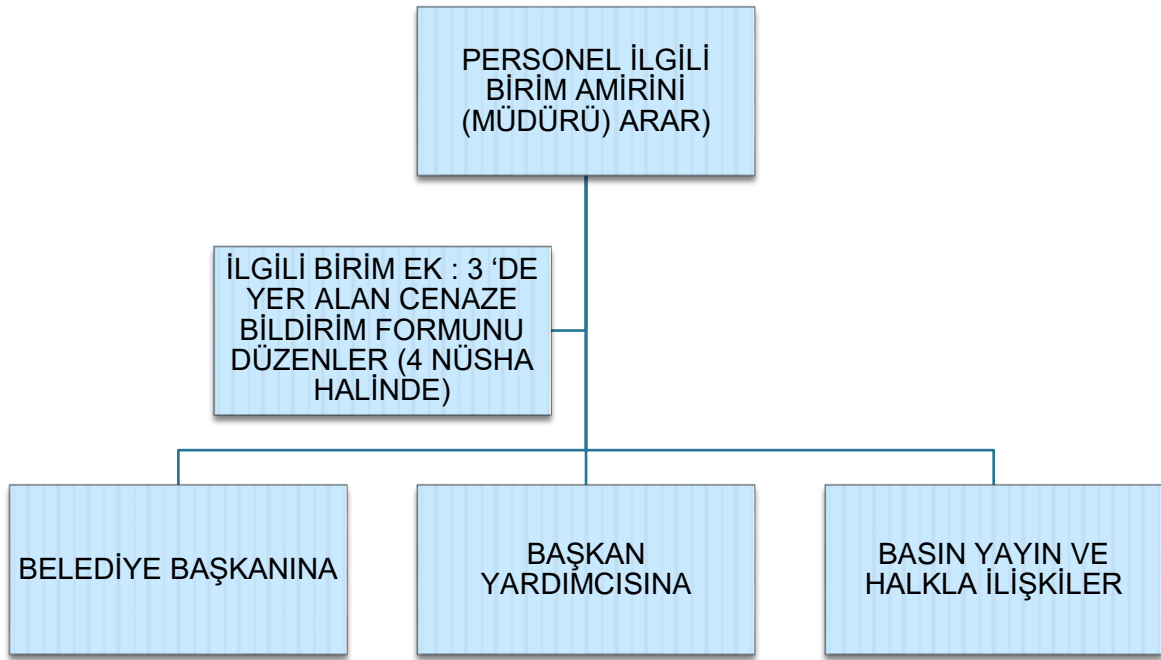 PERSONEL İLGİLİ
BİRİM AMİRİNİ
(MÜDÜRÜ) ARAR)
İLGİLİ BİRİM EK : 3 ‘DE
YER ALAN CENAZE
BİLDİRİM FORMUNU
DÜZENLER (4 NÜSHA
HALİNDE)
BELEDİYE BAŞKANINA
BAŞKAN
YARDIMCISINA
BASIN YAYIN VE
HALKLA İLİŞKİLER